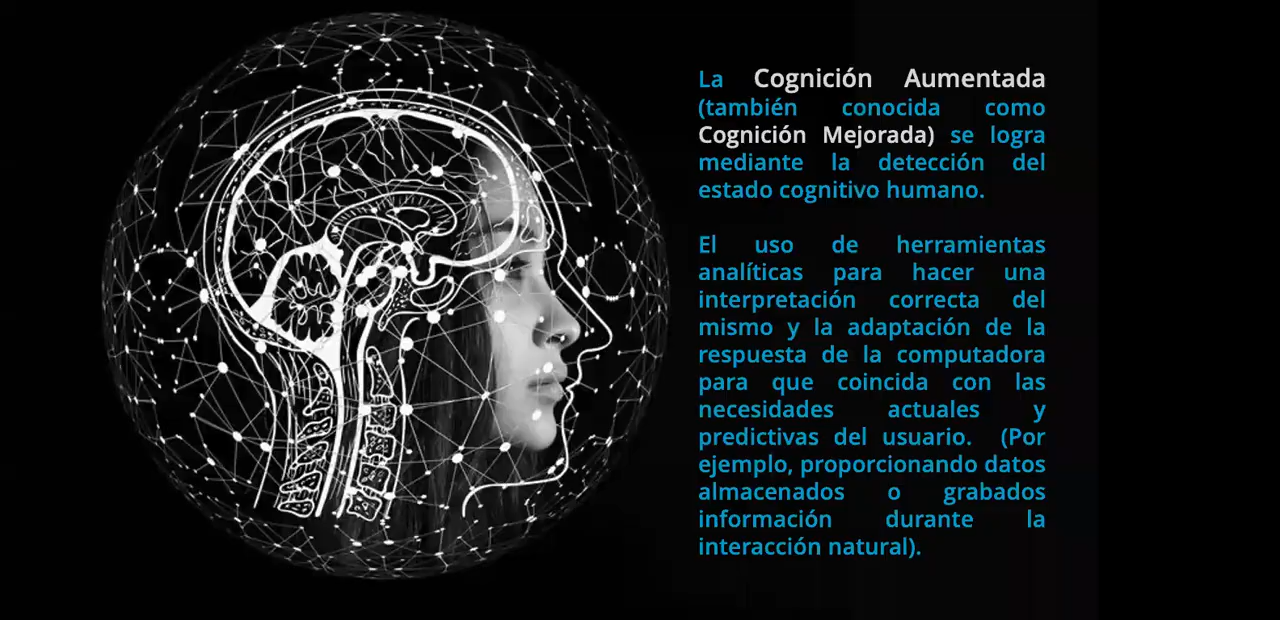 La Cognición Aumentada
(también conocida como
Cognición Mejorada) se logra
mediante la detección del
estado cognitivo humano.
El uso de herramientas
analíticas para hacer una
interpretación correcta del
mismo y la adaptación de la
respuesta de la computadora
para que coincida con las
necesidades actuales y
predictivas del usuario. (Por
ejemplo, proporcionando datos
almacenados o grabados
información durante la
interacción natural).